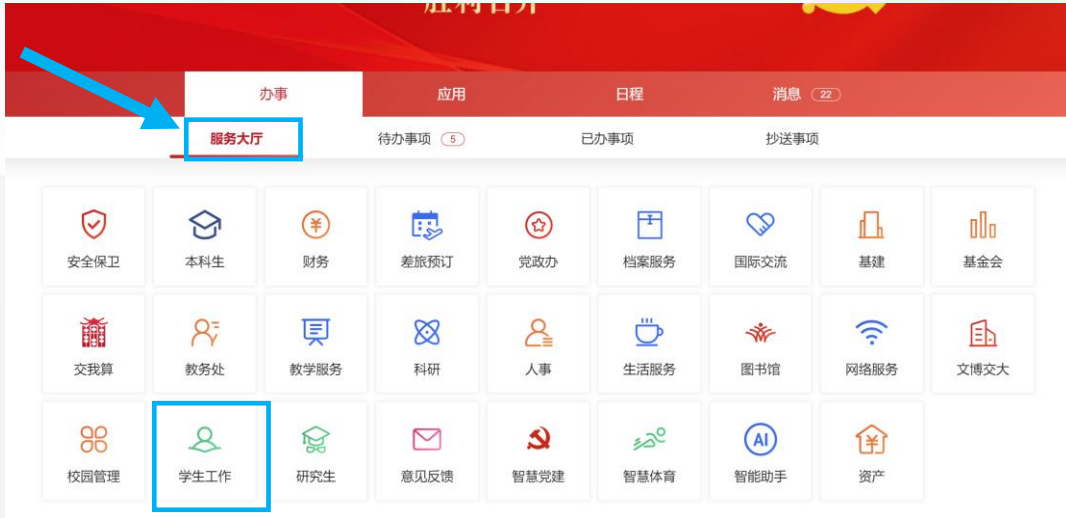 胜利召开
办事 应用 日程 消息 22
服务大厅 待办事项 5 已办事项 抄送事项
安全保卫 本科生 财务 差旅预订 党政办 档案服务 国际交流 基建 基金会
交我算 教务处 教学服务 科研 人事 生活服务 图书馆 网络服务 文博交大
AI
校园管理 学生工作 研究生 意见反馈 智慧党建 智慧体育 智能助手 资产